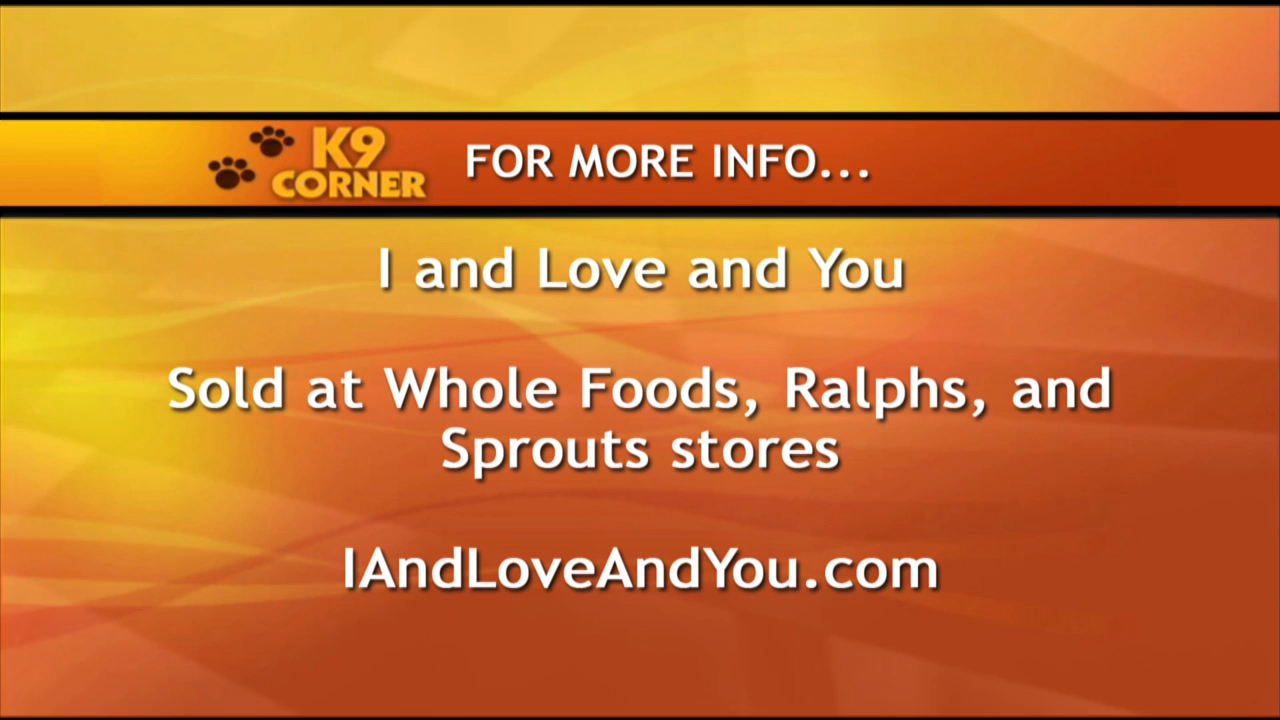 K9
CORNER
FOR MORE INFO...
I and Love and You
Sold at Whole Foods, Ralphs, and
Sprouts stores
IAndLoveAndYou.com